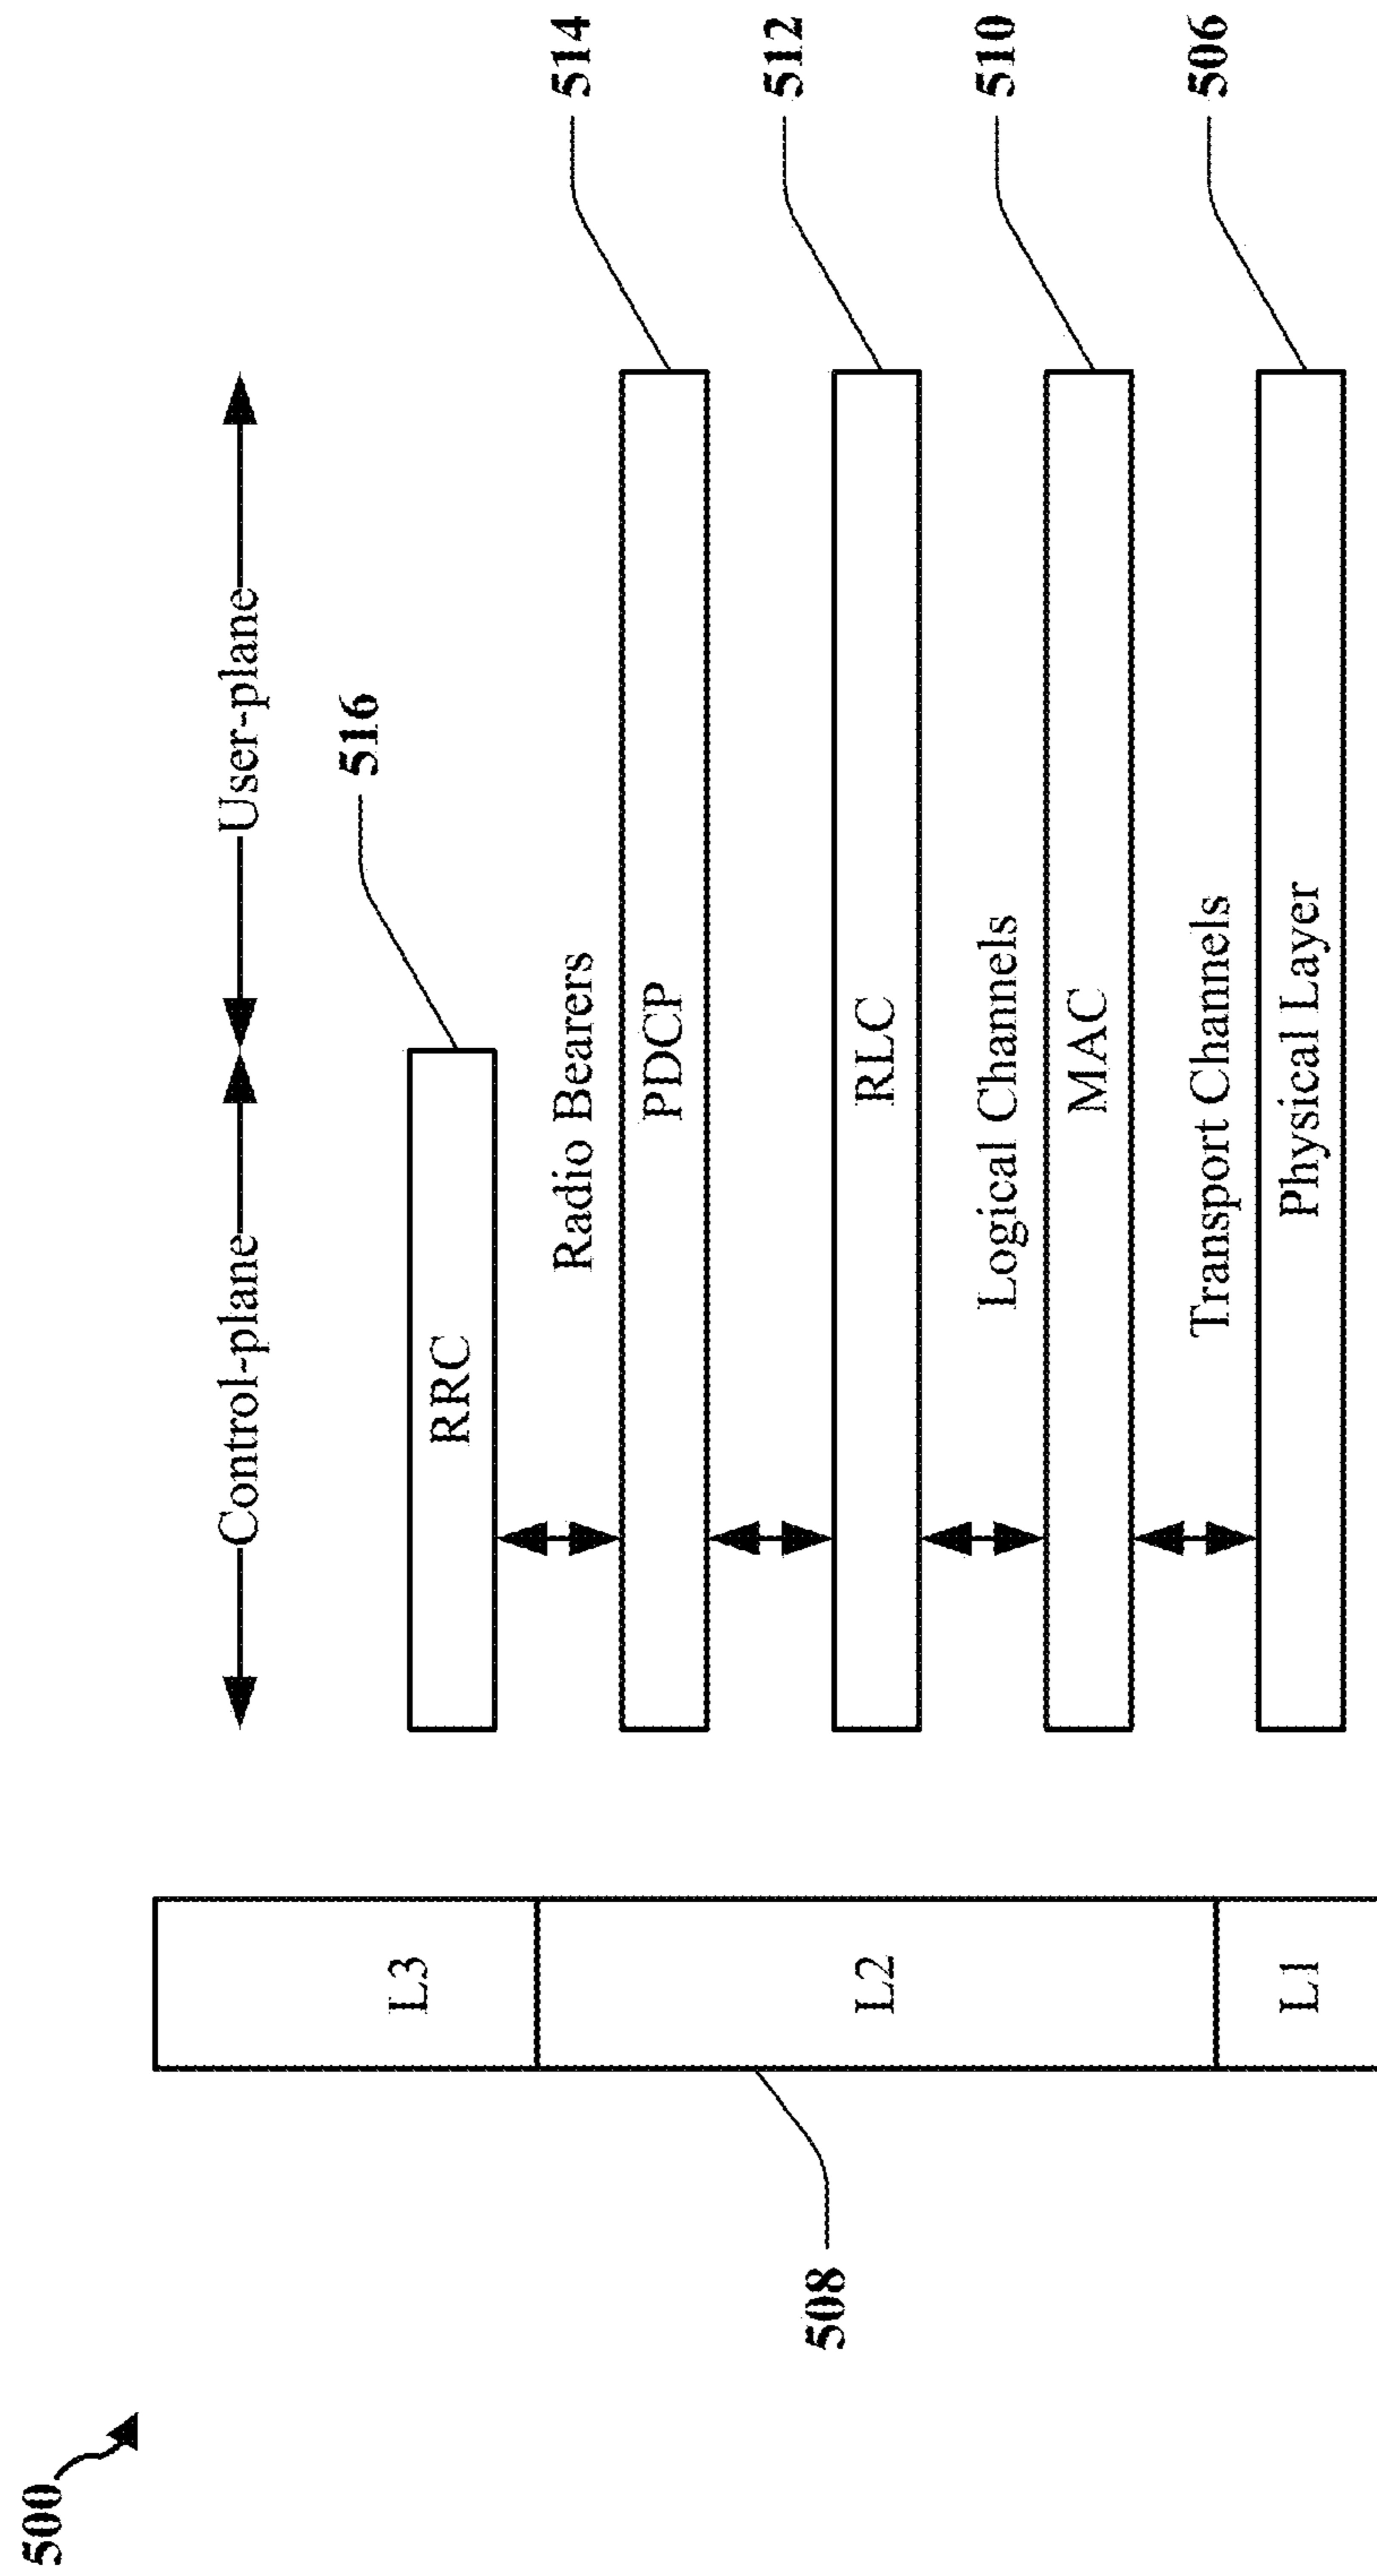 500
Control-plane
User-plane
516
L3
RRC
Radio Bearers
514
PDCP
508
L2
512
RLC
Logical Channels
510
MAC
Transport Channels
506
L1
Physical Layer